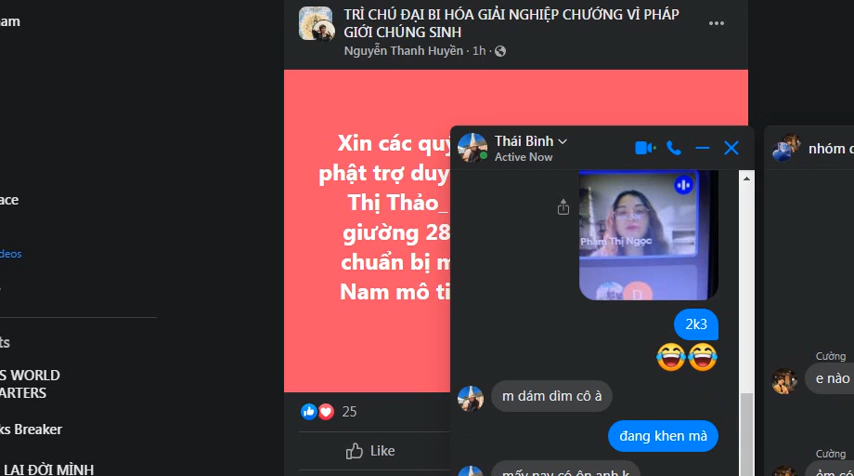 am
ace
deos
ts
S WORLD
ARTERS
ks Breaker
LẠI ĐỜI MÌNH
TRÌ CHÚ ĐẠI BI HÓA GIẢI NGHIỆP CHƯỚNG VÌ PHÁP
GIỚI CHÚNG SINH
Nguyễn Thanh Huyền · 1h ·
Xin các quý
phật trợ duy
Thị Thảo_
giường 28
chuẩn bị m
Nam mô ti
25
Like
Thái Bình
Active Now
Phạm Thị Ngọc
D
2k3
m dám dìm cô à
đang khen mà
mấy nay có ôn anh k
nhóm c
Cường
e nào
Cường